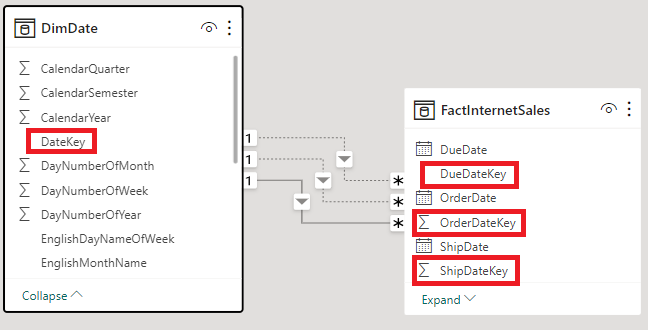 DimDate
CalendarQuarter
CalendarSemester
CalendarYear
DateKey
DayNumberOfMonth
DayNumberOfWeek
DayNumberOfYear
EnglishDayNameOfWeek
EnglishMonthName
Collapse
1
1
1
*
*
*
FactInternetSales
DueDate
DueDateKey
OrderDate
OrderDateKey
ShipDate
ShipDateKey
Expand